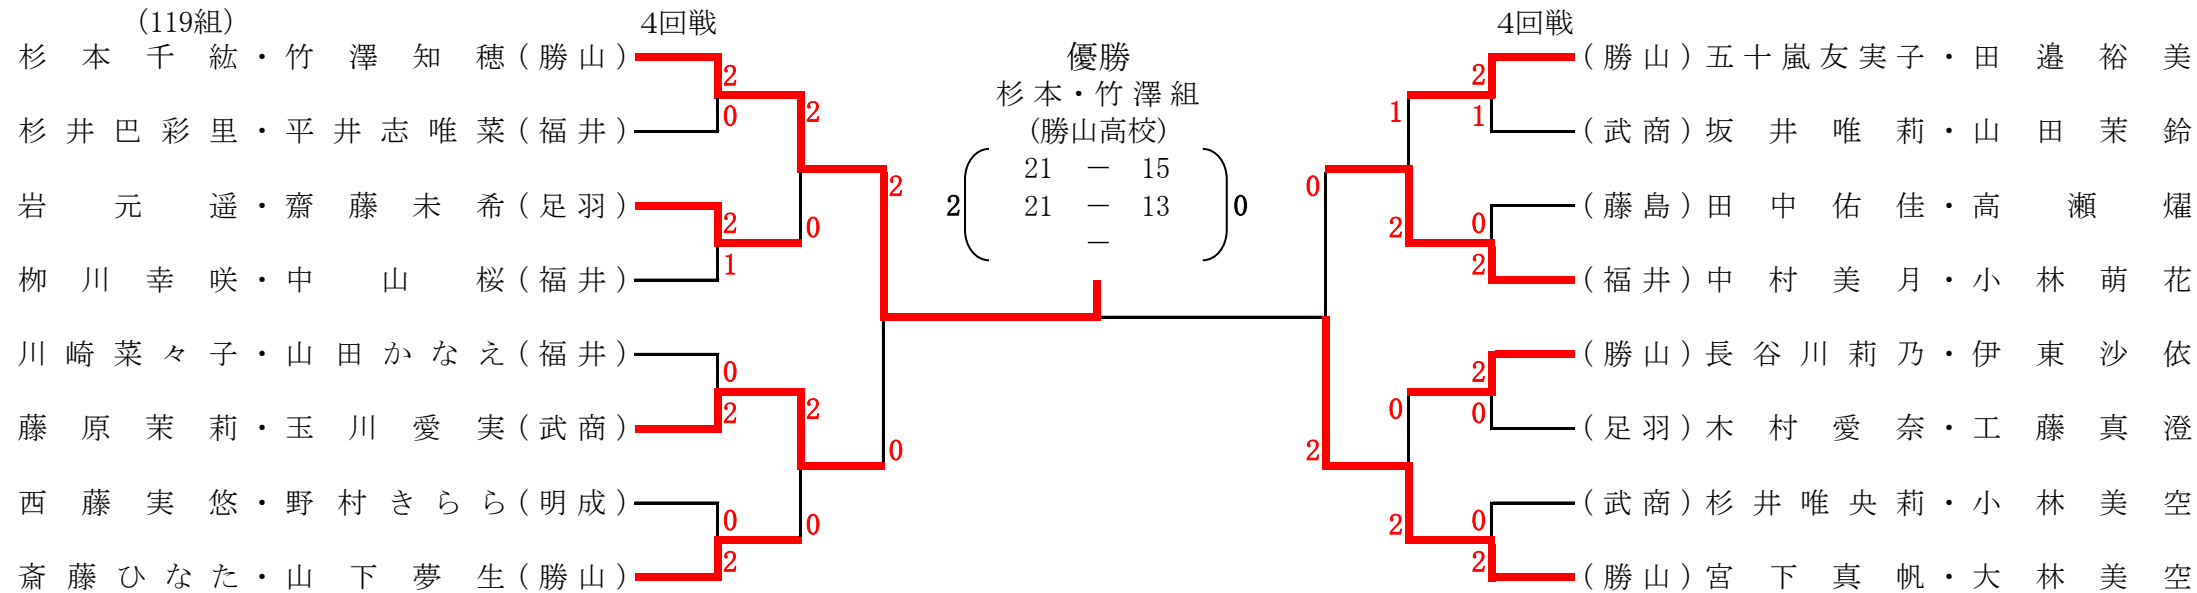 (119組)
4回戦
4回戦
杉本千紘・竹澤知穂(勝山)
2
0
杉井巴彩里・平井志唯菜(福井)
2
岩元遥・齋藤未希(足羽)
2
1
0
栁川幸咲・中山桜(福井)
2
川崎菜々子・山田かなえ(福井)
0
2
藤原茉莉・玉川愛実(武商)
2
0
西藤実悠・野村きらら(明成)
0
2
0
斎藤ひなた・山下夢生(勝山)
優勝
杉本・竹澤組
(勝山高校)
21 － 15
2 21 － 13 0
－
(勝山)五十嵐友実子・田邉裕美
2
1
1
(武商)坂井唯莉・山田茉鈴
0
(藤島)田中佑佳・高瀬燿
0
2
2
(福井)中村美月・小林萌花
(勝山)長谷川莉乃・伊東沙依
2
0
0
(足羽)木村愛奈・工藤真澄
2
(武商)杉井唯央莉・小林美空
0
2
2
(勝山)宮下真帆・大林美空